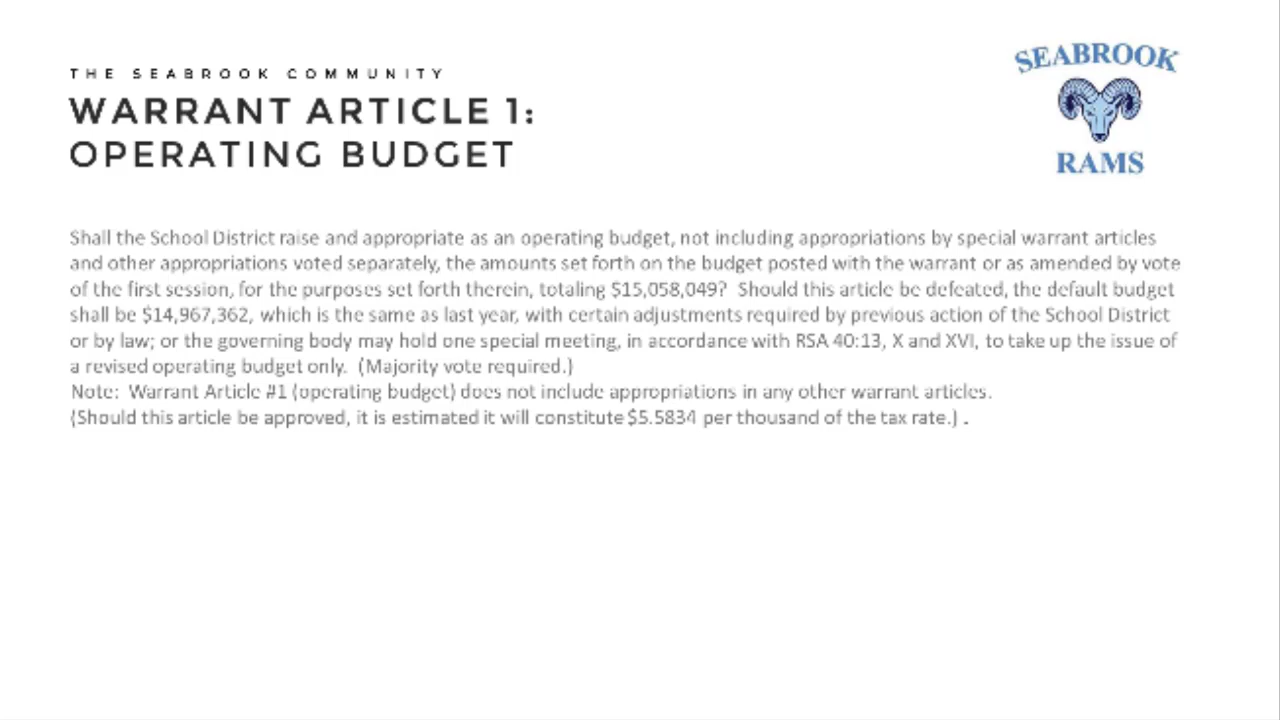 THE SEABROOK COMMUNITY
WARRANT ARTICLE 1:
OPERATING BUDGET
SEABROOK
RAMS
Shall the School District raise and appropriate as an operating budget, not including appropriations by special warrant articles
and other appropriations voted separately, the amounts set forth on the budget posted with the warrant or as amended by vote
of the first session, for the purposes set forth therein, totaling $15,058,049?  Should this article be defeated, the default budget
shall be $14,967,362, which is the same as last year, with certain adjustments required by previous action of the School District
or by law; or the governing body may hold one special meeting, in accordance with RSA 40:13, X and XVI, to take up the issue of
a revised operating budget only.  (Majority vote required.)
Note:  Warrant Article #1 (operating budget) does not include appropriations in any other warrant articles.
(Should this article be approved, it is estimated it will constitute $5.5834 per thousand of the tax rate.) .